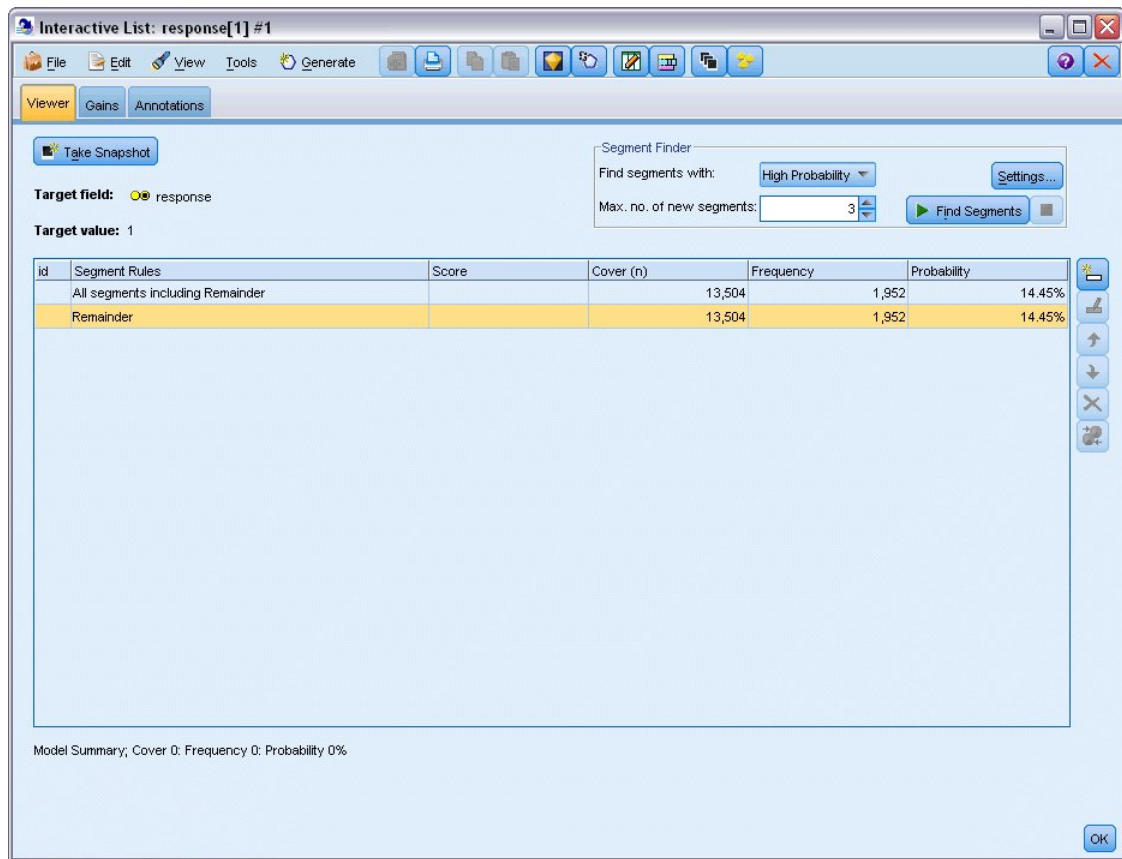 Interactive List: response[1] #1
File Edit View Tools Generate
Viewer Gains Annotations
Take Snapshot
Segment Finder
Find segments with: High Probability Settings...
Target field: response
Max. no. of new segments: 3 Find Segments
Target value: 1
id Segment Rules Score Cover (n) Frequency Probability
All segments including Remainder 13,504 1,952 14.45%
Remainder 13,504 1,952 14.45%
Model Summary; Cover 0: Frequency 0: Probability 0%
OK